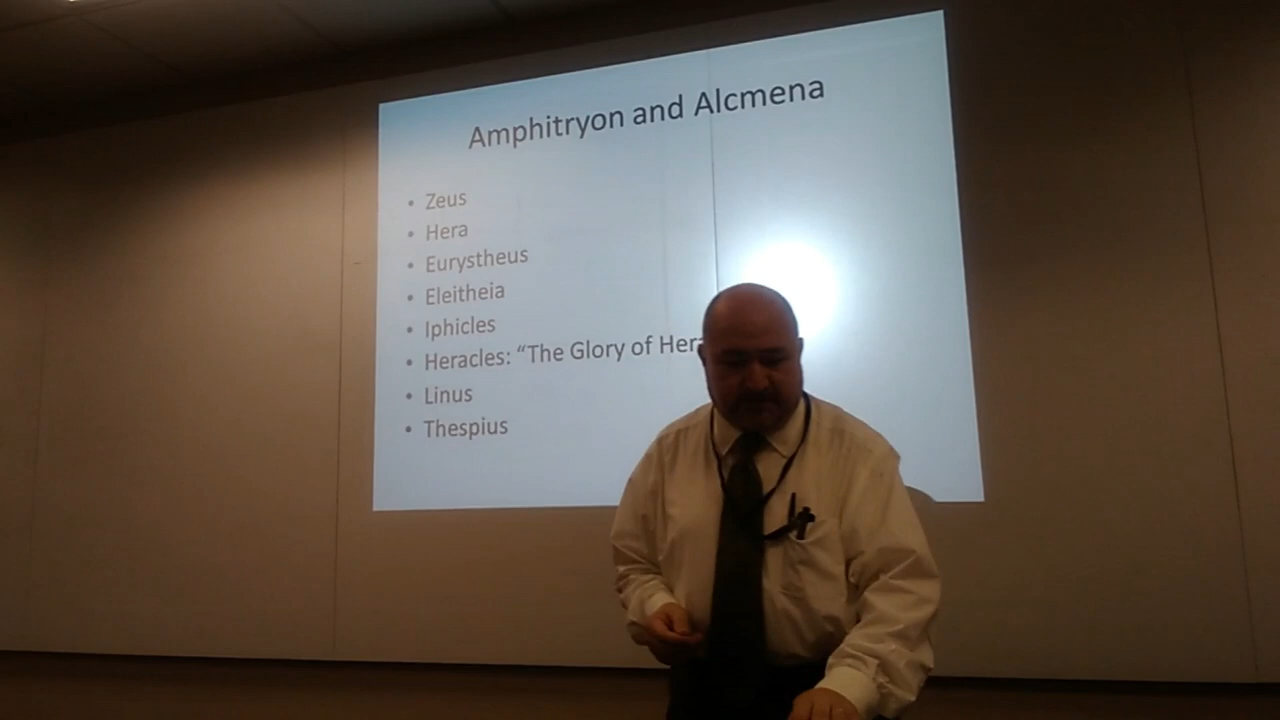 Amphitryon and Alcmena
• Zeus
• Hera
• Eurystheus
• Eleitheia
• Iphicles
• Heracles: “The Glory of Her
• Linus
• Thespius